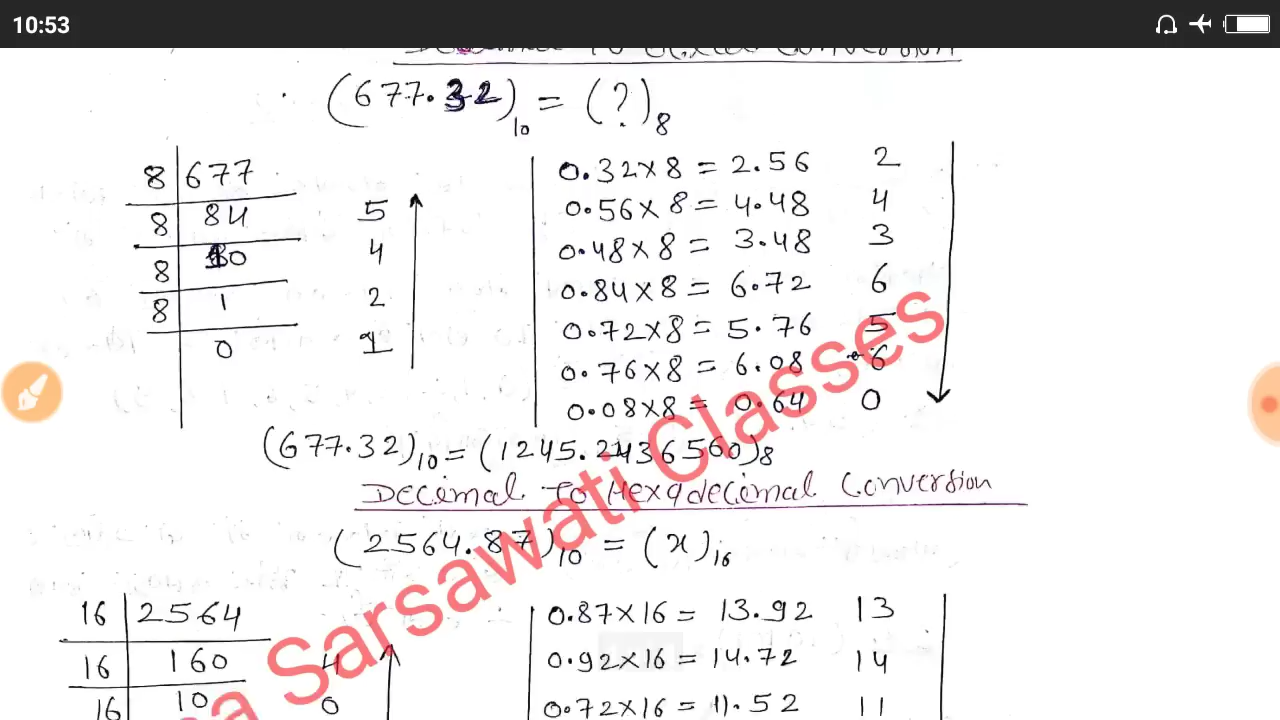 10:53
Decimal To Octal Conversion
(677.32)10 = (?)8
8 677
8 84 5
8 10 4
8 1 2
0 1
0.32×8 = 2.56 2
0.56×8 = 4.48 4
0.48×8 = 3.48 3
0.84×8 = 6.72 6
0.72×8 = 5.76 5
0.76×8 = 6.08 6
0.08×8 = 0.64 0
(677.32)10 = (1245.2436560)8
Decimal To Hexadecimal Conversion
(2564.87)10 = (x)16
16 2564
16 160 4
16 10 0
0.87×16 = 13.92 13
0.92×16 = 14.72 14
0.72×16 = 11.52 11
a Sarsawati Classes